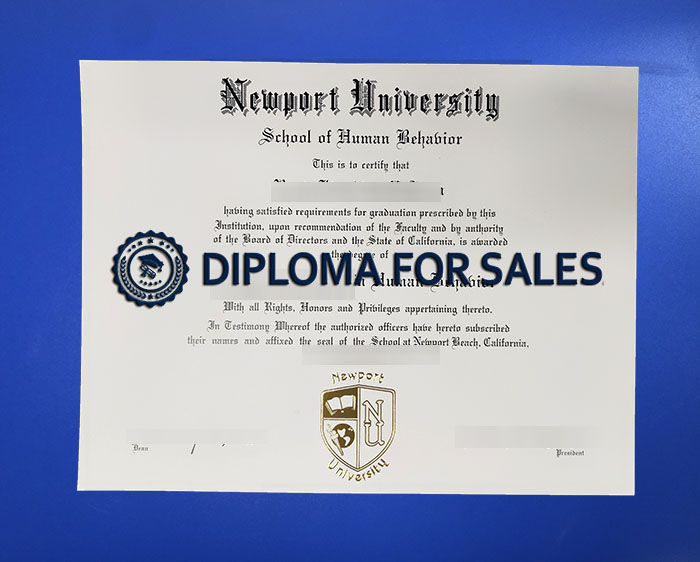 Newport University
School of Human Behavior
This is to certify that
having satisfied requirements for graduation prescribed by this
Institution, upon recommendation of the Faculty and by authority
of the Board of Directors and the State of California, is awarded
the degree of
DIPLOMA FOR SALES
in Human Behavior
With all Rights, Honors and Privileges appertaining thereto.
In Testimony Whereof the authorized officers have hereto subscribed
their names and affixed the seal of the School at Newport Beach, California,
Newport
NU
University
Dean
President